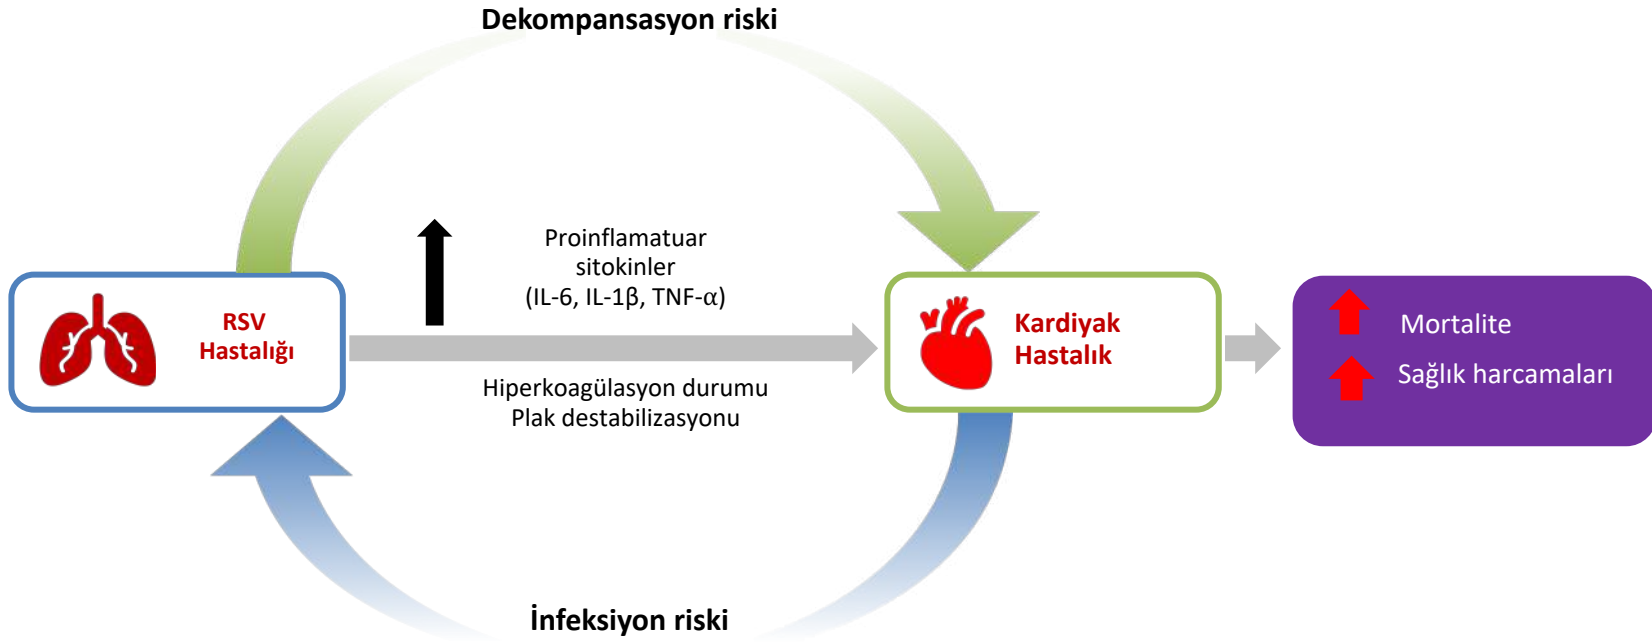 Dekompansasyon riski
Proinflamatuar
sitokinler
(IL-6, IL-1β, TNF-α)
RSV
Hastalığı
Hiperkoagülasyon durumu
Plak destabilizasyonu
Kardiyak
Hastalık
Mortalite
Sağlık harcamaları
İnfeksiyon riski